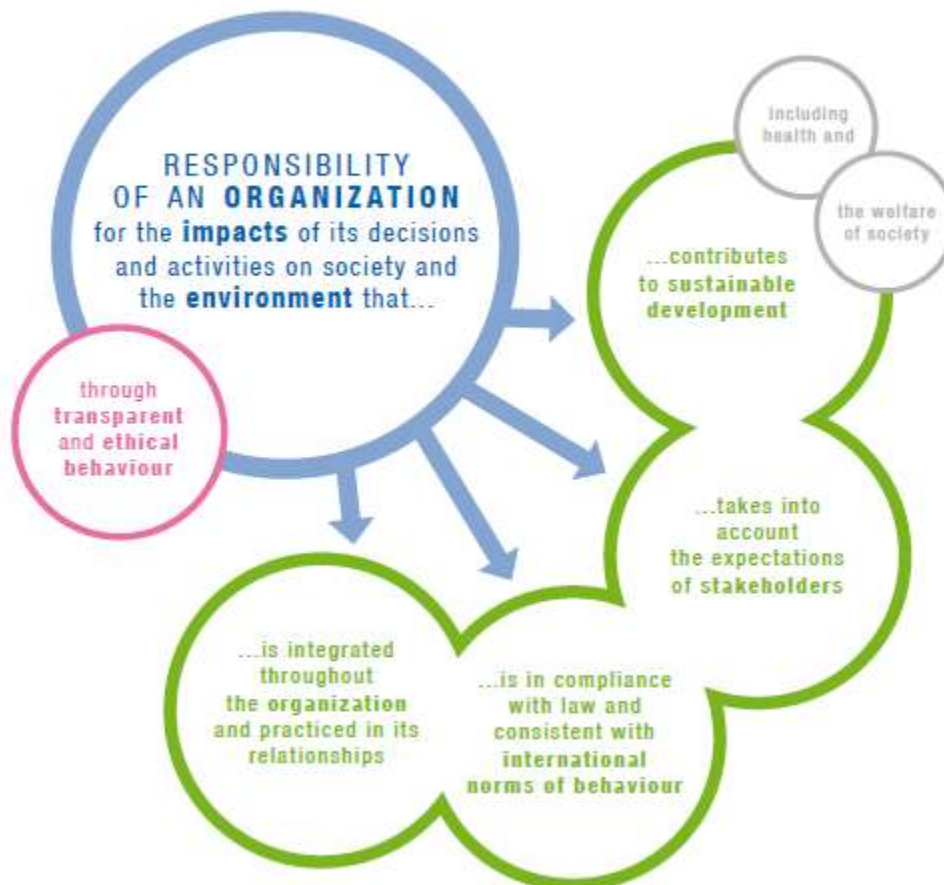 RESPONSIBILITY
OF AN ORGANIZATION
for the impacts of its decisions
and activities on society and
the environment that...
through
transparent
and ethical
behaviour
including
health and
the welfare
of society
...contributes
to sustainable
development
...takes into
account
the expectations
of stakeholders
...is in compliance
with law and
consistent with
international
norms of behaviour
...is integrated
throughout
the organization
and practiced in its
relationships